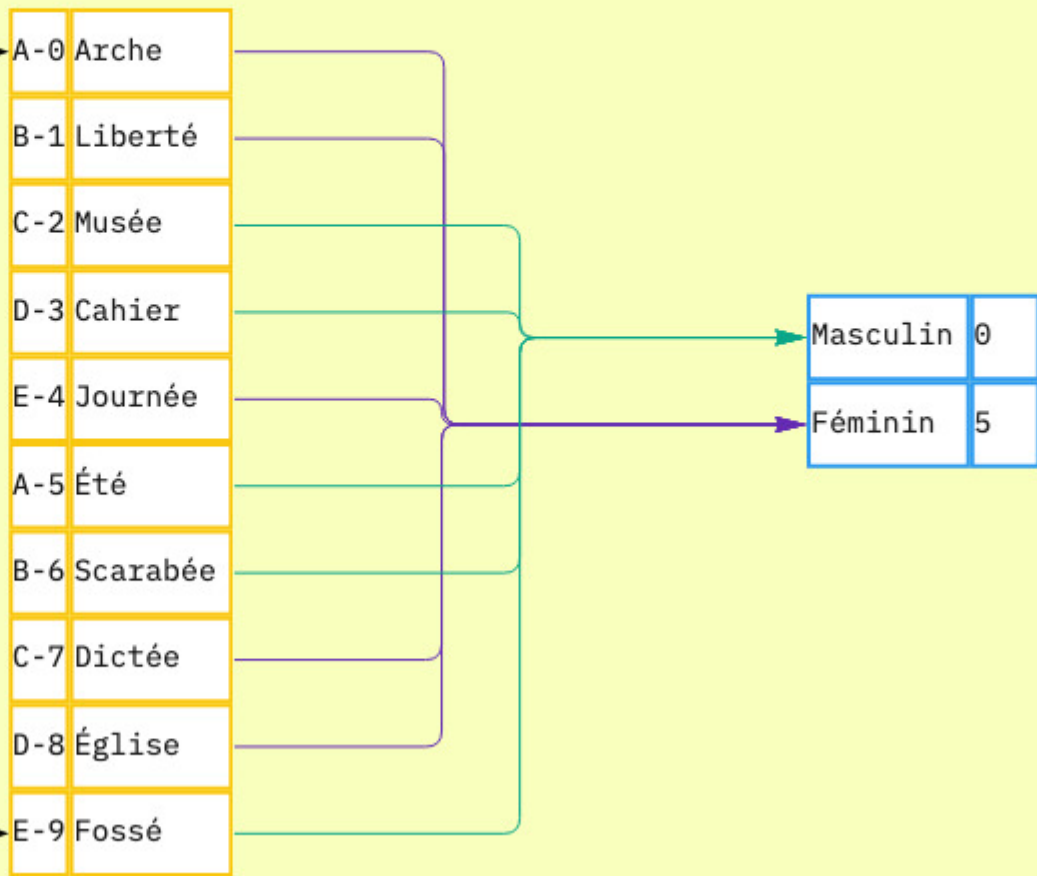 A-0 Arche
B-1 Liberté
C-2 Musée
D-3 Cahier
E-4 Journée
A-5 Été
B-6 Scarabée
C-7 Dictée
D-8 Église
E-9 Fossé
Masculin 0
Féminin 5